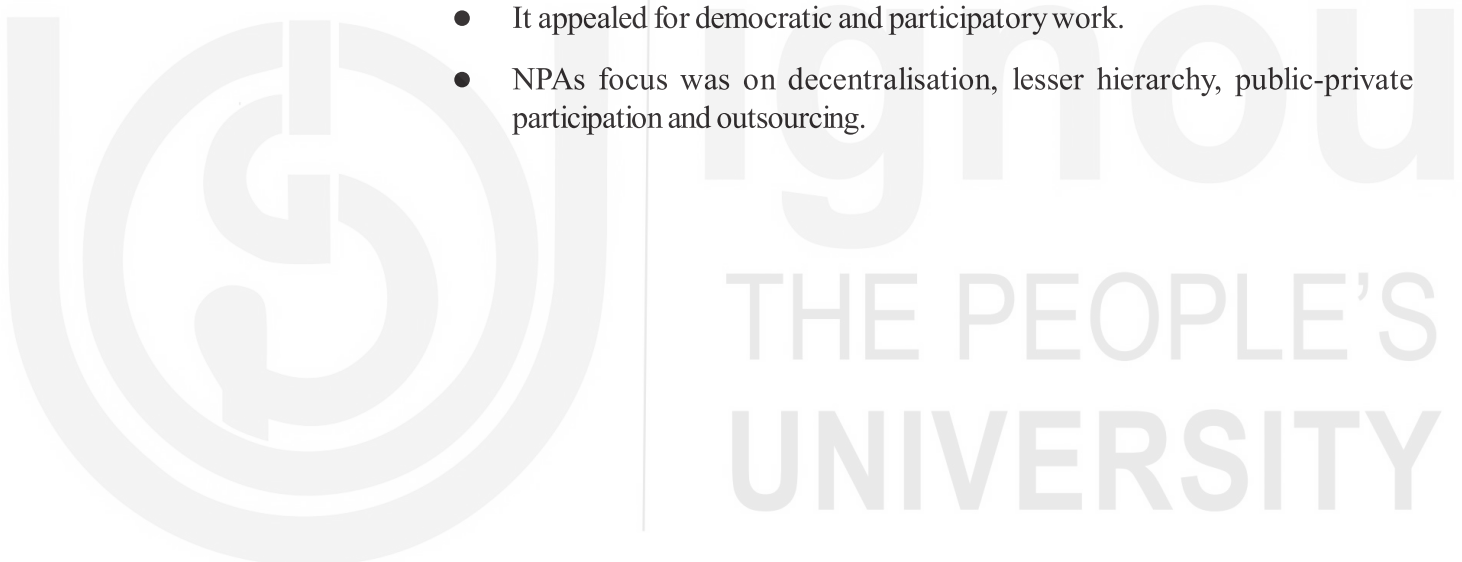 ● It appealed for democratic and participatory work.
● NPAs focus was on decentralisation, lesser hierarchy, public-private
participation and outsourcing.
ignou
THE PEOPLE'S
UNIVERSITY